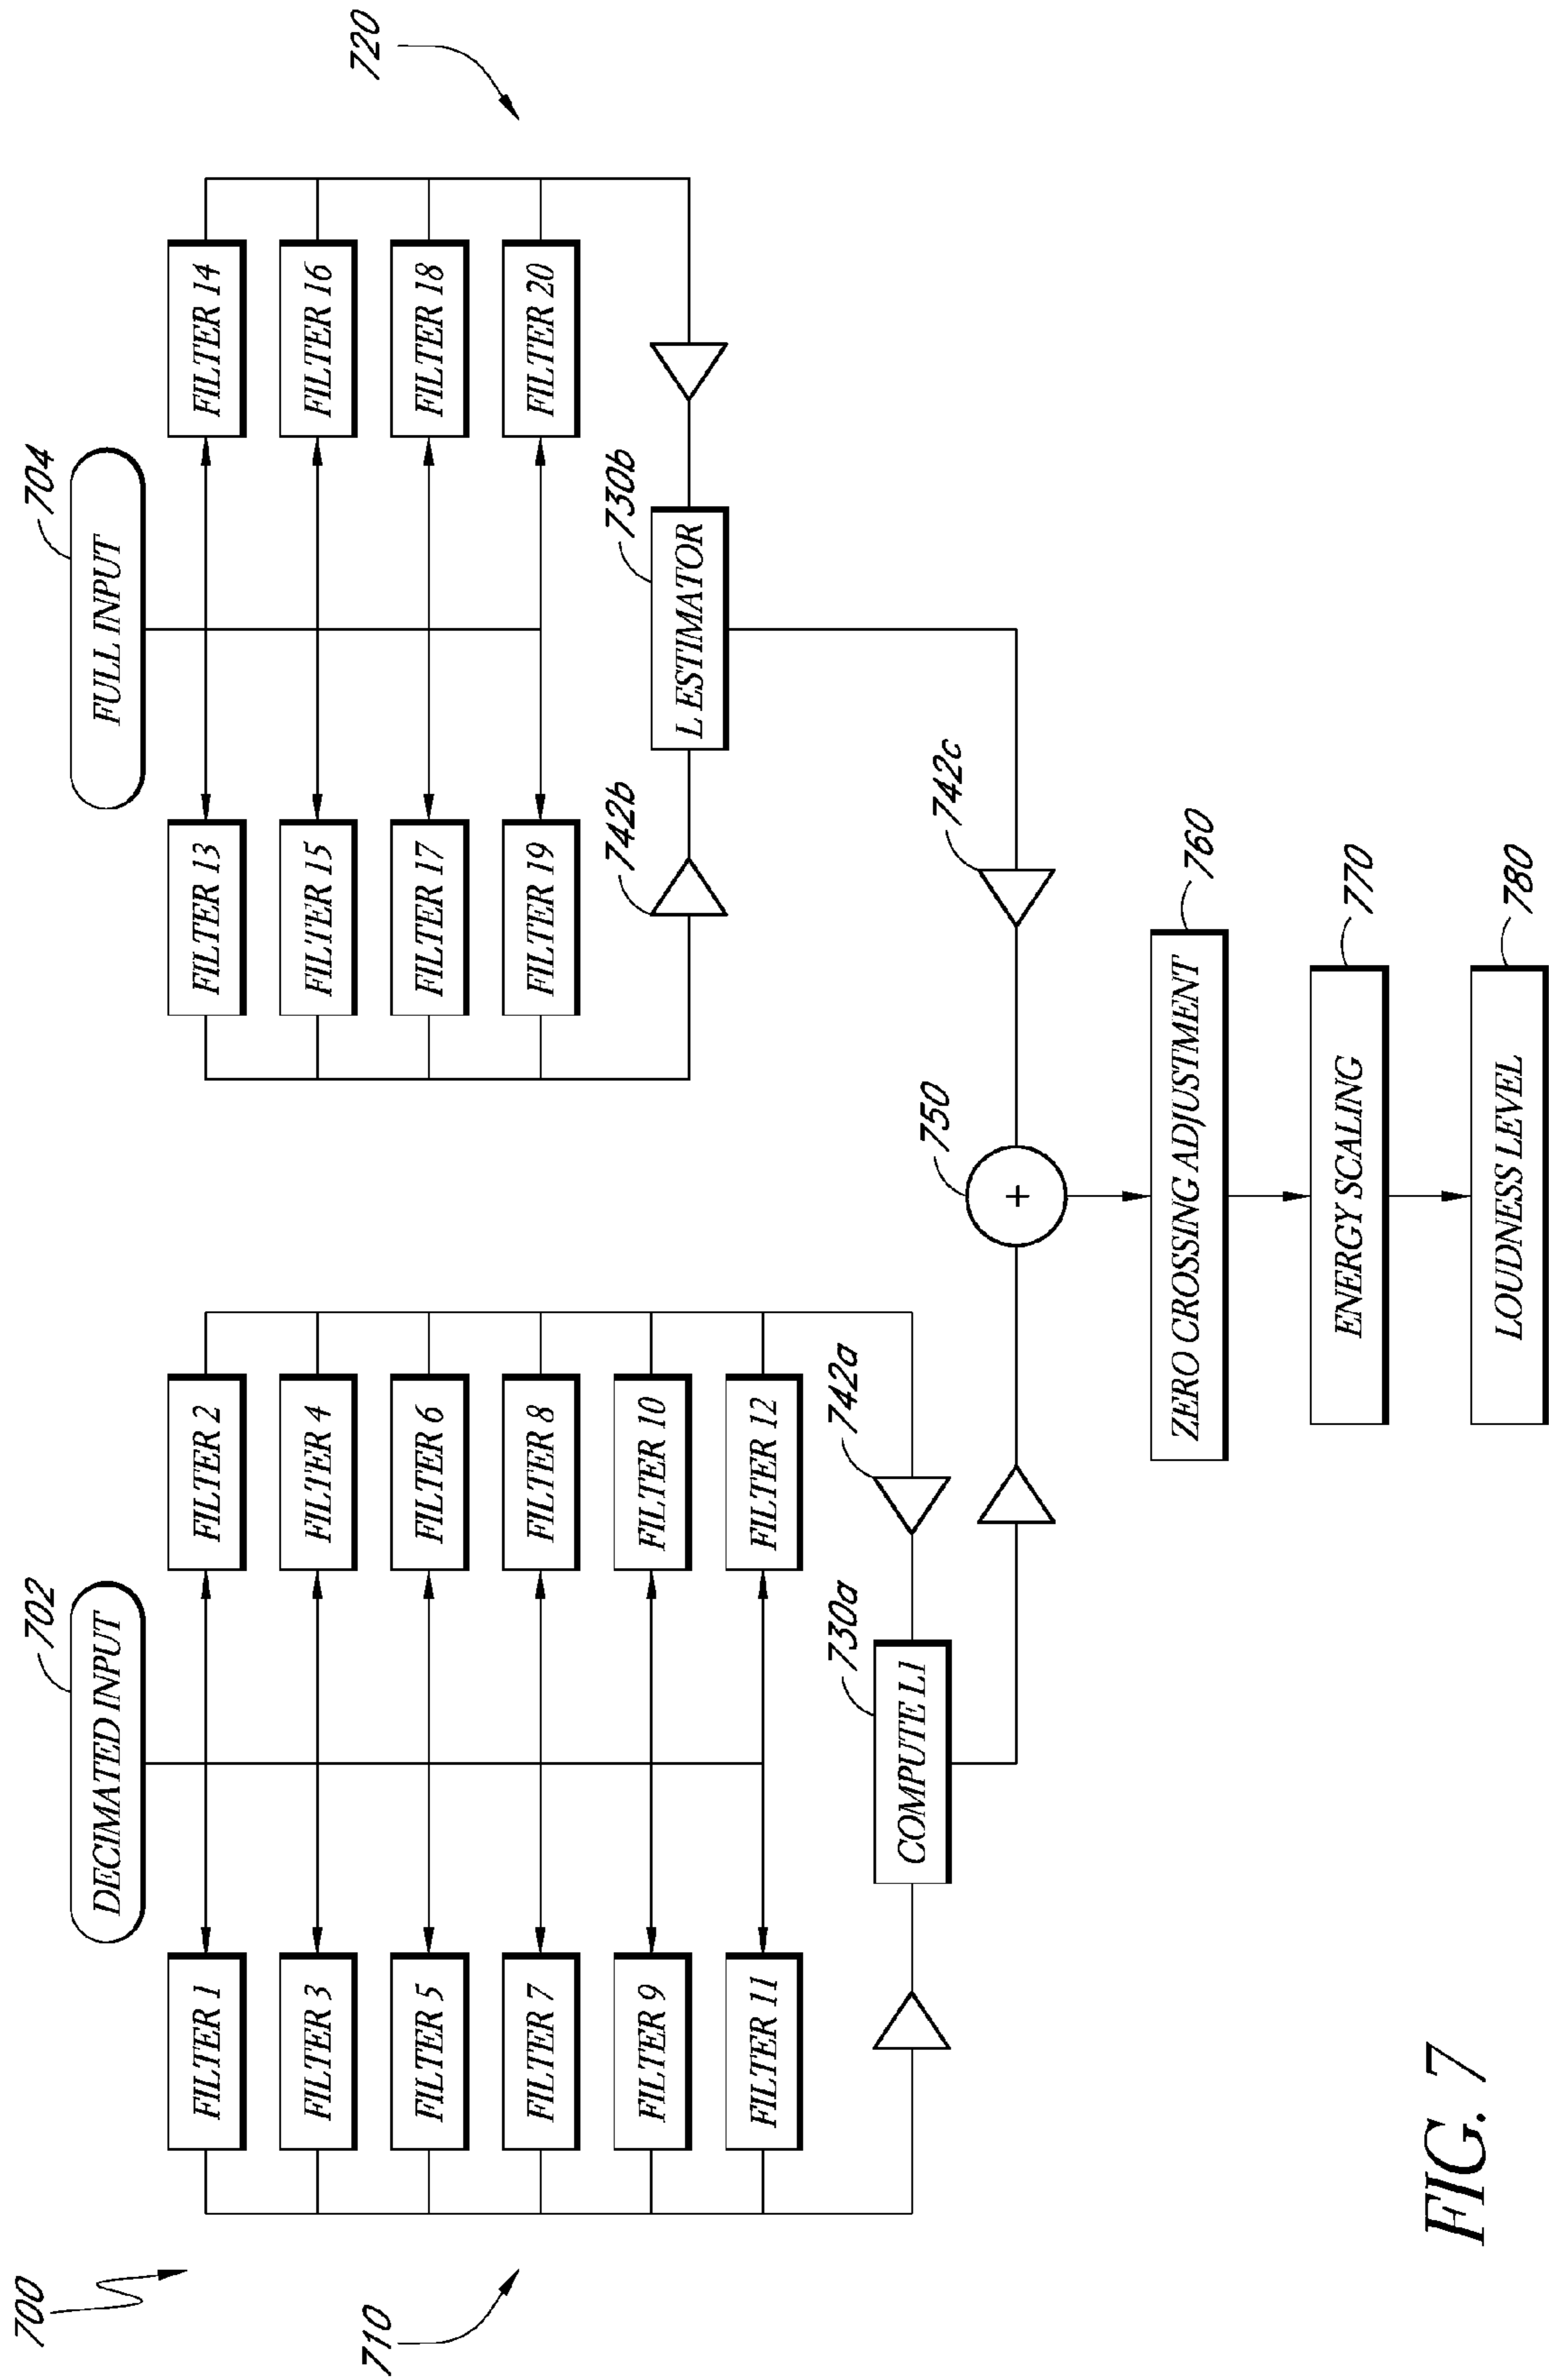 700
702
DECIMATED INPUT
704
FULL INPUT
710
720
FILTER 1
FILTER 2
FILTER 3
FILTER 4
FILTER 5
FILTER 6
FILTER 7
FILTER 8
FILTER 9
FILTER 10
FILTER 11
FILTER 12
FILTER 13
FILTER 14
FILTER 15
FILTER 16
FILTER 17
FILTER 18
FILTER 19
FILTER 20
742b
730b
L ESTIMATOR
730a
COMPUTE L1
742a
750
+
742c
760
ZERO CROSSING ADJUSTMENT
770
ENERGY SCALING
780
LOUDNESS LEVEL
FIG. 7